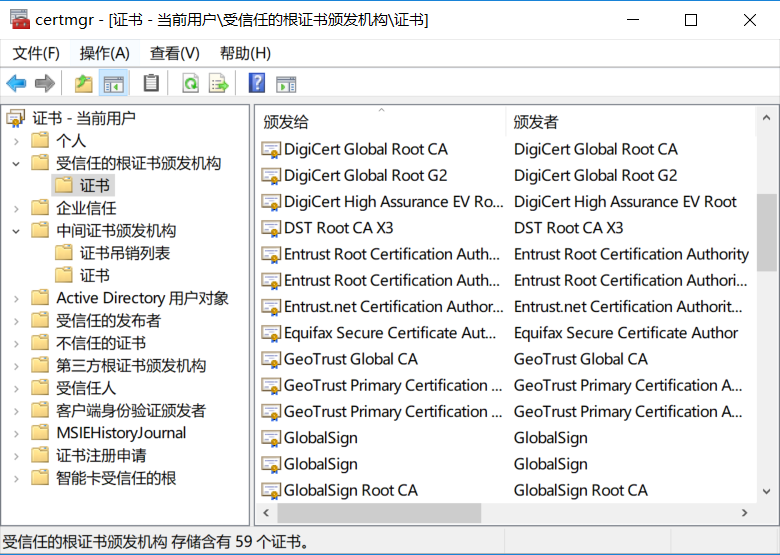 certmgr - [证书 - 当前用户\受信任的根证书颁发机构\证书]
文件(F) 操作(A) 查看(V) 帮助(H)
证书 - 当前用户
个人
受信任的根证书颁发机构
证书
企业信任
中间证书颁发机构
证书吊销列表
证书
Active Directory 用户对象
受信任的发布者
不信任的证书
第三方根证书颁发机构
受信任人
客户端身份验证颁发者
MSIEHistoryJournal
证书注册申请
智能卡受信任的根
颁发给 颁发者
DigiCert Global Root CA DigiCert Global Root CA
DigiCert Global Root G2 DigiCert Global Root G2
DigiCert High Assurance EV Ro... DigiCert High Assurance EV Root
DST Root CA X3 DST Root CA X3
Entrust Root Certification Auth... Entrust Root Certification Authority
Entrust Root Certification Auth... Entrust Root Certification Authori...
Entrust.net Certification Author... Entrust.net Certification Authorit...
Equifax Secure Certificate Aut... Equifax Secure Certificate Author
GeoTrust Global CA GeoTrust Global CA
GeoTrust Primary Certification ... GeoTrust Primary Certification A...
GeoTrust Primary Certification ... GeoTrust Primary Certification A...
GlobalSign GlobalSign
GlobalSign GlobalSign
GlobalSign Root CA GlobalSign Root CA
受信任的根证书颁发机构 存储含有 59 个证书。